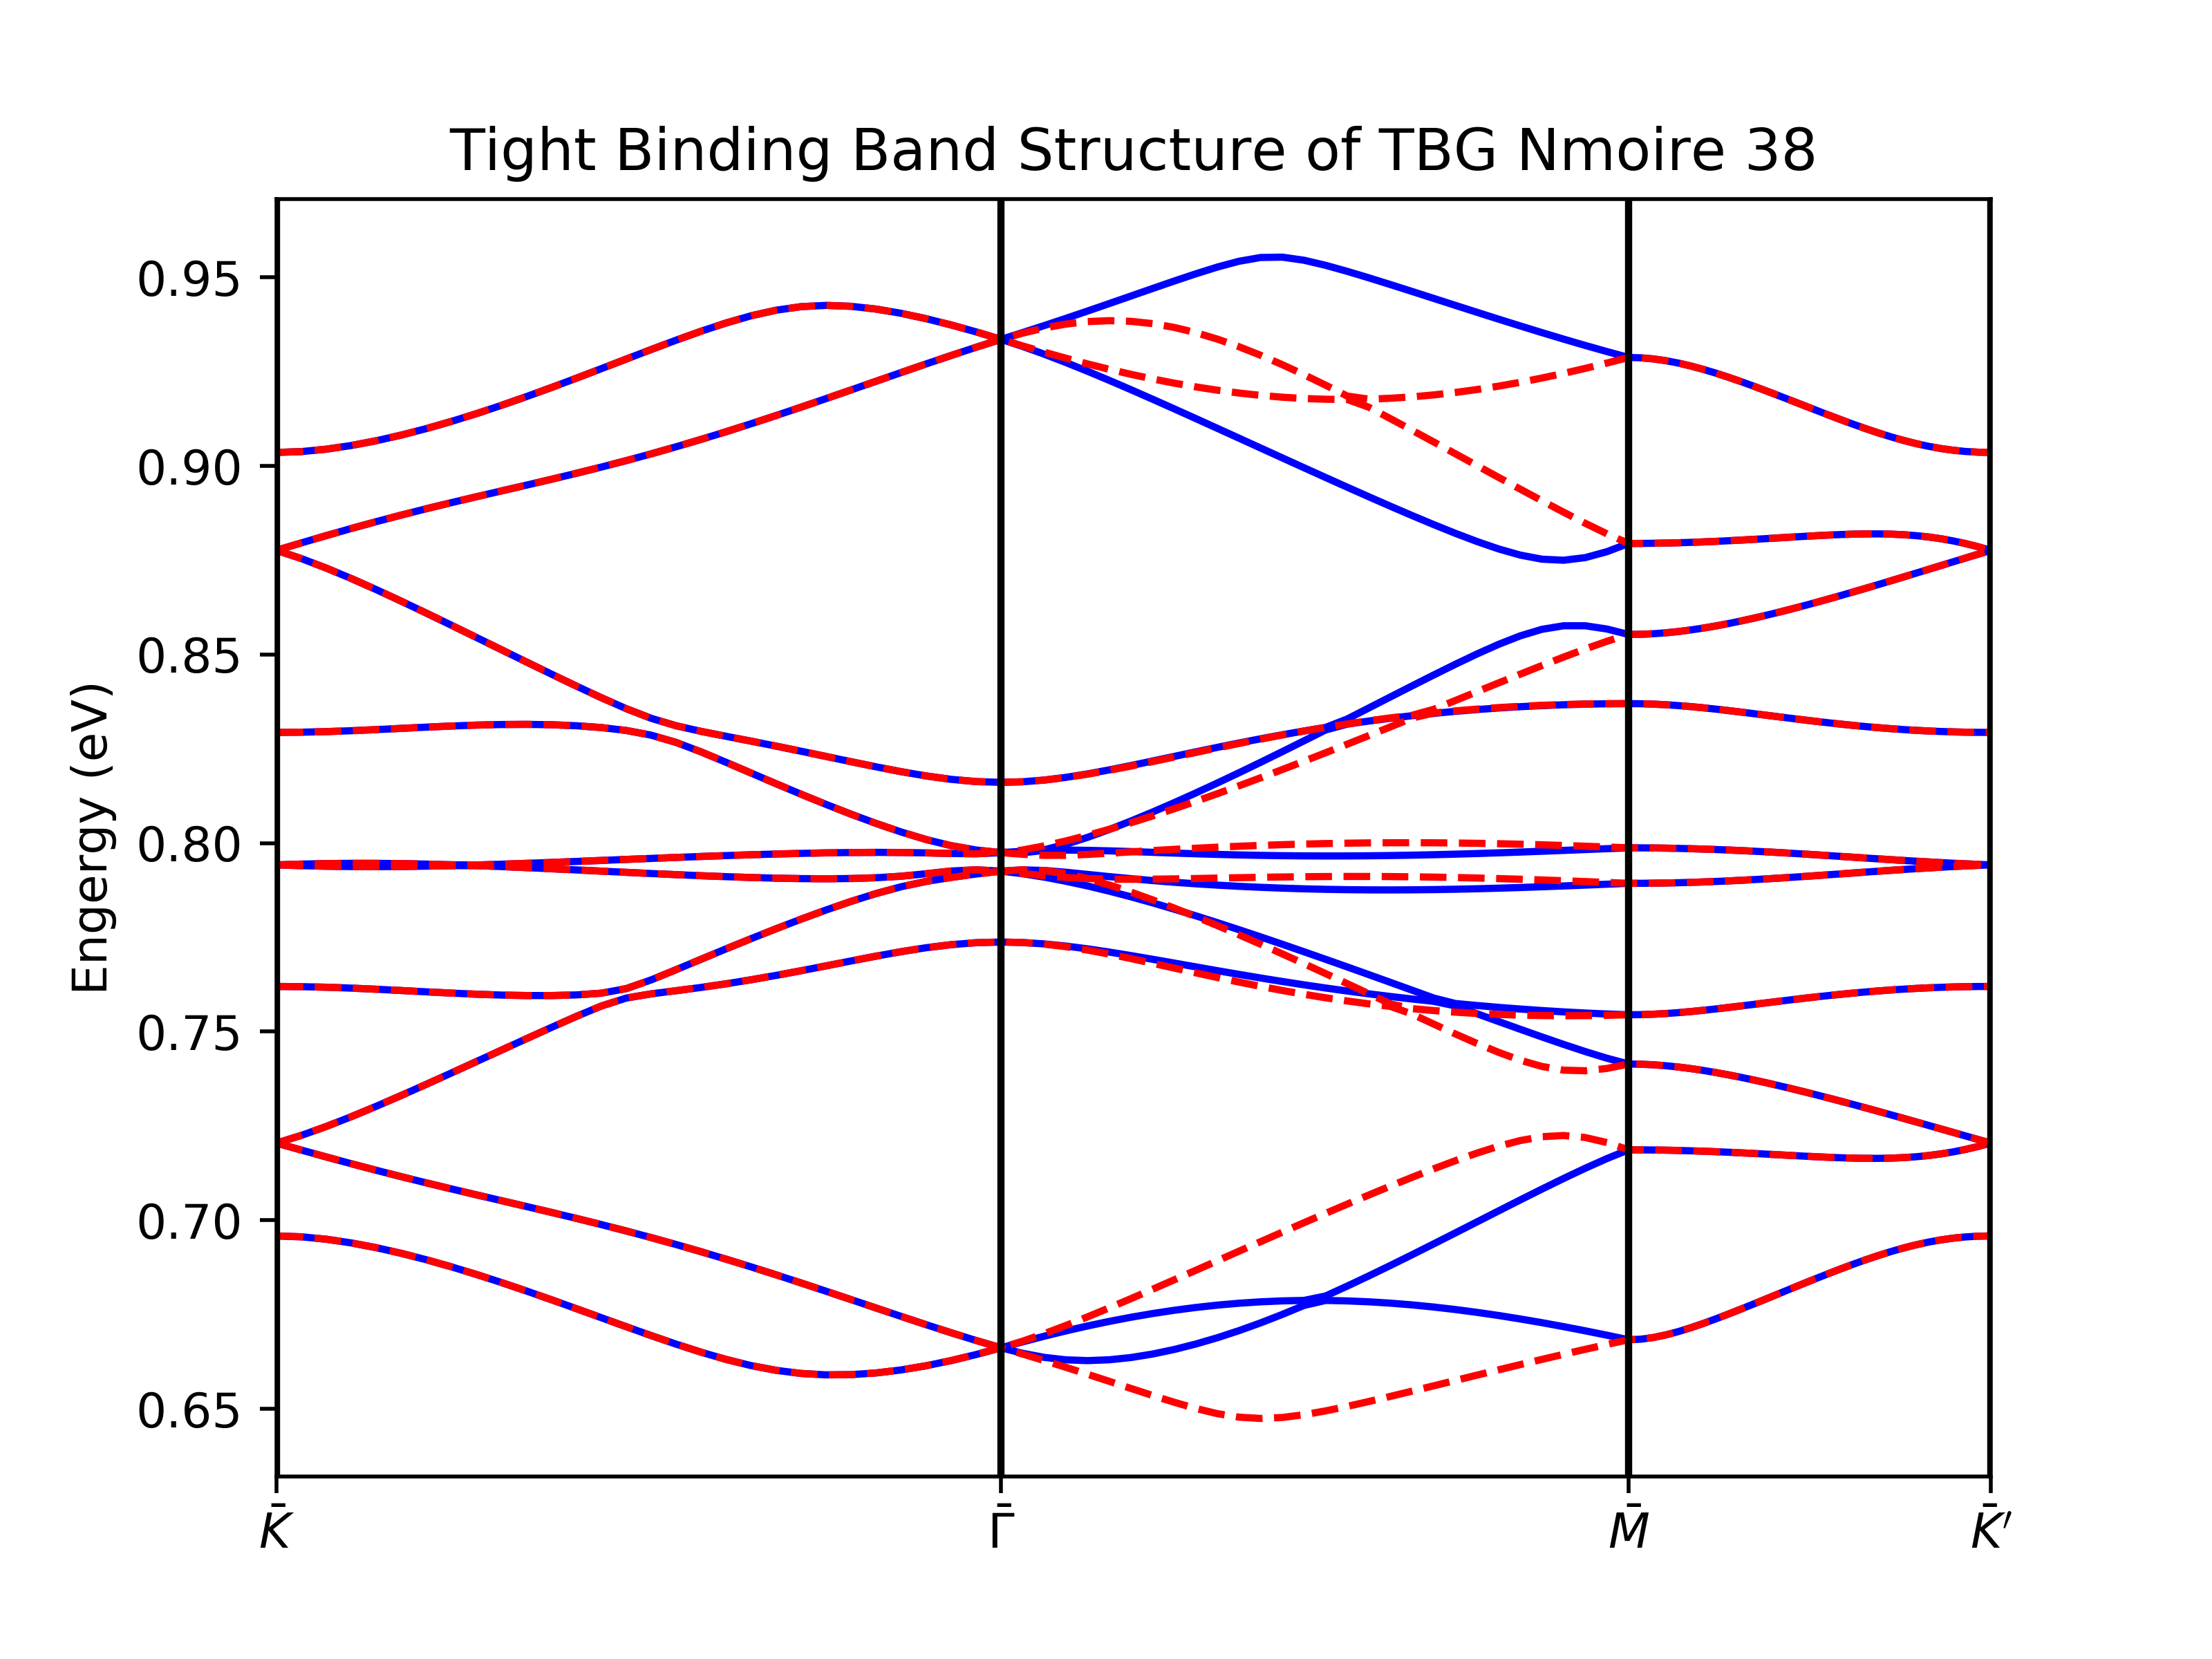 Tight Binding Band Structure of TBG Nmoire 38
Engergy (eV)
0.95
0.90
0.85
0.80
0.75
0.70
0.65
K̄ Γ̄ M̄ K̄′